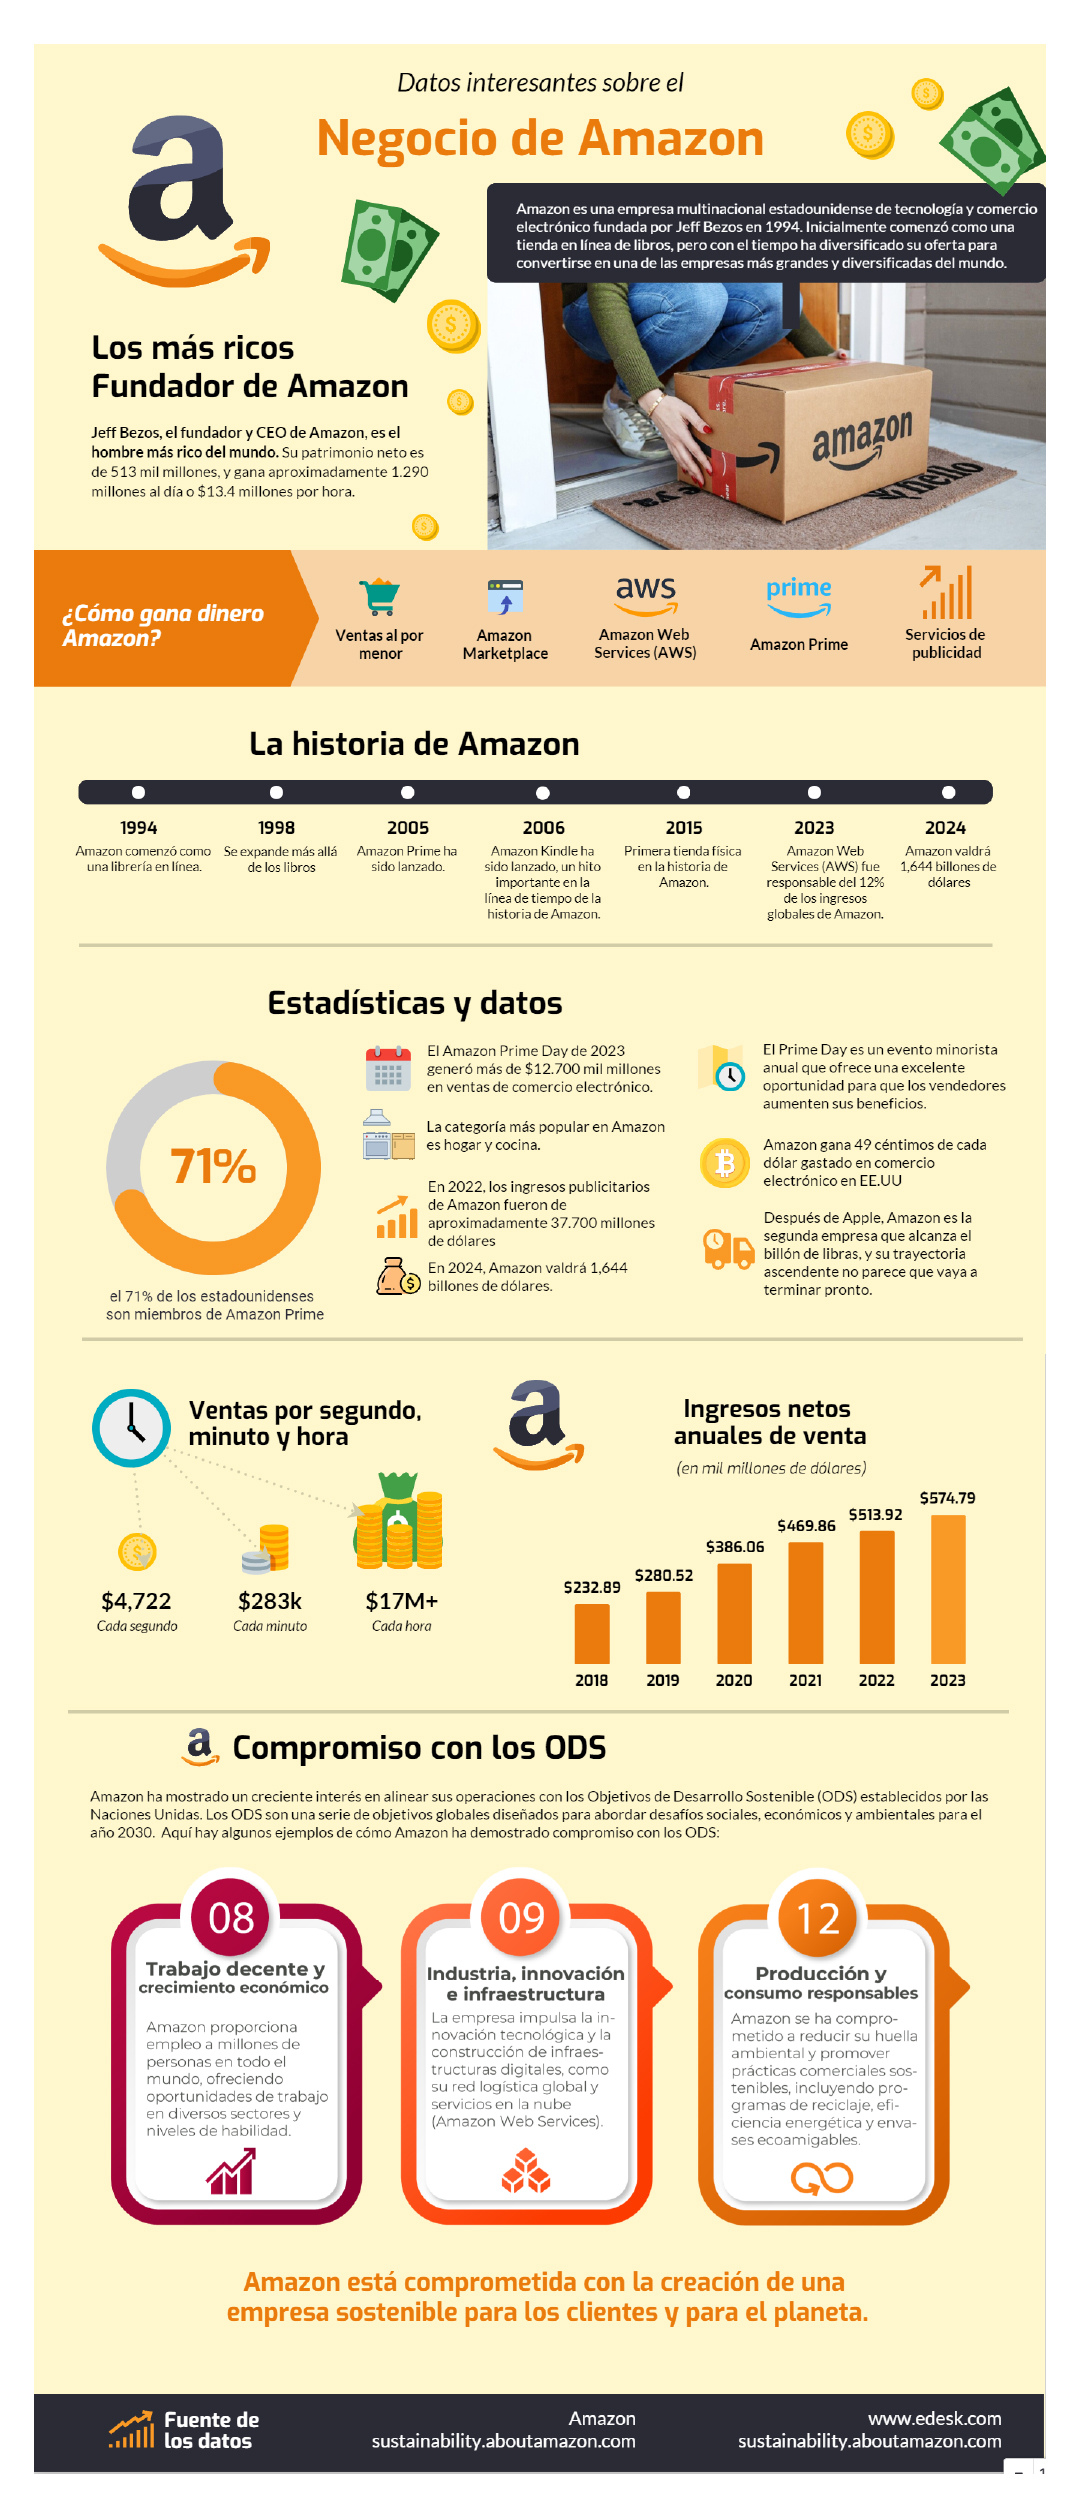 Datos interesantes sobre el
Negocio de Amazon
Amazon es una empresa multinacional estadounidense de tecnología y comercio
electrónico fundada por Jeff Bezos en 1994. Inicialmente comenzó como una
tienda en línea de libros, pero con el tiempo ha diversificado su oferta para
convertirse en una de las empresas más grandes y diversificadas del mundo.
Los más ricos
Fundador de Amazon
Jeff Bezos, el fundador y CEO de Amazon, es el
hombre más rico del mundo. Su patrimonio neto es
de 513 mil millones, y gana aproximadamente 1.290
millones al día o $13.4 millones por hora.
amazon
¿Cómo gana dinero
Amazon?
Ventas al por
menor
Amazon
Marketplace
aws
Amazon Web
Services (AWS)
prime
Amazon Prime
Servicios de
publicidad
La historia de Amazon
1994
Amazon comenzó como
una librería en línea.
1998
Se expande más allá
de los libros
2005
Amazon Prime ha
sido lanzado.
2006
Amazon Kindle ha
sido lanzado, un hito
importante en la
línea de tiempo de la
historia de Amazon.
2015
Primera tienda física
en la historia de
Amazon.
2023
Amazon Web
Services (AWS) fue
responsable del 12%
de los ingresos
globales de Amazon.
2024
Amazon valdrá
1,644 billones de
dólares
Estadísticas y datos
71%
el 71% de los estadounidenses
son miembros de Amazon Prime
El Amazon Prime Day de 2023
generó más de $12.700 mil millones
en ventas de comercio electrónico.
La categoría más popular en Amazon
es hogar y cocina.
En 2022, los ingresos publicitarios
de Amazon fueron de
aproximadamente 37.700 millones
de dólares
En 2024, Amazon valdrá 1,644
billones de dólares.
El Prime Day es un evento minorista
anual que ofrece una excelente
oportunidad para que los vendedores
aumenten sus beneficios.
Amazon gana 49 céntimos de cada
dólar gastado en comercio
electrónico en EE.UU
Después de Apple, Amazon es la
segunda empresa que alcanza el
billón de libras, y su trayectoria
ascendente no parece que vaya a
terminar pronto.
Ventas por segundo,
minuto y hora
$4,722
Cada segundo
$283k
Cada minuto
$17M+
Cada hora
Ingresos netos
anuales de venta
(en mil millones de dólares)
$232.89
$280.52
$386.06
$469.86
$513.92
$574.79
2018
2019
2020
2021
2022
2023
Compromiso con los ODS
Amazon ha mostrado un creciente interés en alinear sus operaciones con los Objetivos de Desarrollo Sostenible (ODS) establecidos por las
Naciones Unidas. Los ODS son una serie de objetivos globales diseñados para abordar desafíos sociales, económicos y ambientales para el
año 2030. Aquí hay algunos ejemplos de cómo Amazon ha demostrado compromiso con los ODS:
08
Trabajo decente y
crecimiento económico
Amazon proporciona
empleo a millones de
personas en todo el
mundo, ofreciendo
oportunidades de trabajo
en diversos sectores y
niveles de habilidad.
09
Industria, innovación
e infraestructura
La empresa impulsa la in-
novación tecnológica y la
construcción de infraes-
tructuras digitales, como
su red logística global y
servicios en la nube
(Amazon Web Services).
12
Producción y
consumo responsables
Amazon se ha compro-
metido a reducir su huella
ambiental y promover
prácticas comerciales sos-
tenibles, incluyendo pro-
gramas de reciclaje, efi-
ciencia energética y enva-
ses ecoamigables.
Amazon está comprometida con la creación de una
empresa sostenible para los clientes y para el planeta.
Fuente de
los datos
Amazon
sustainability.aboutamazon.com
www.edesk.com
sustainability.aboutamazon.com